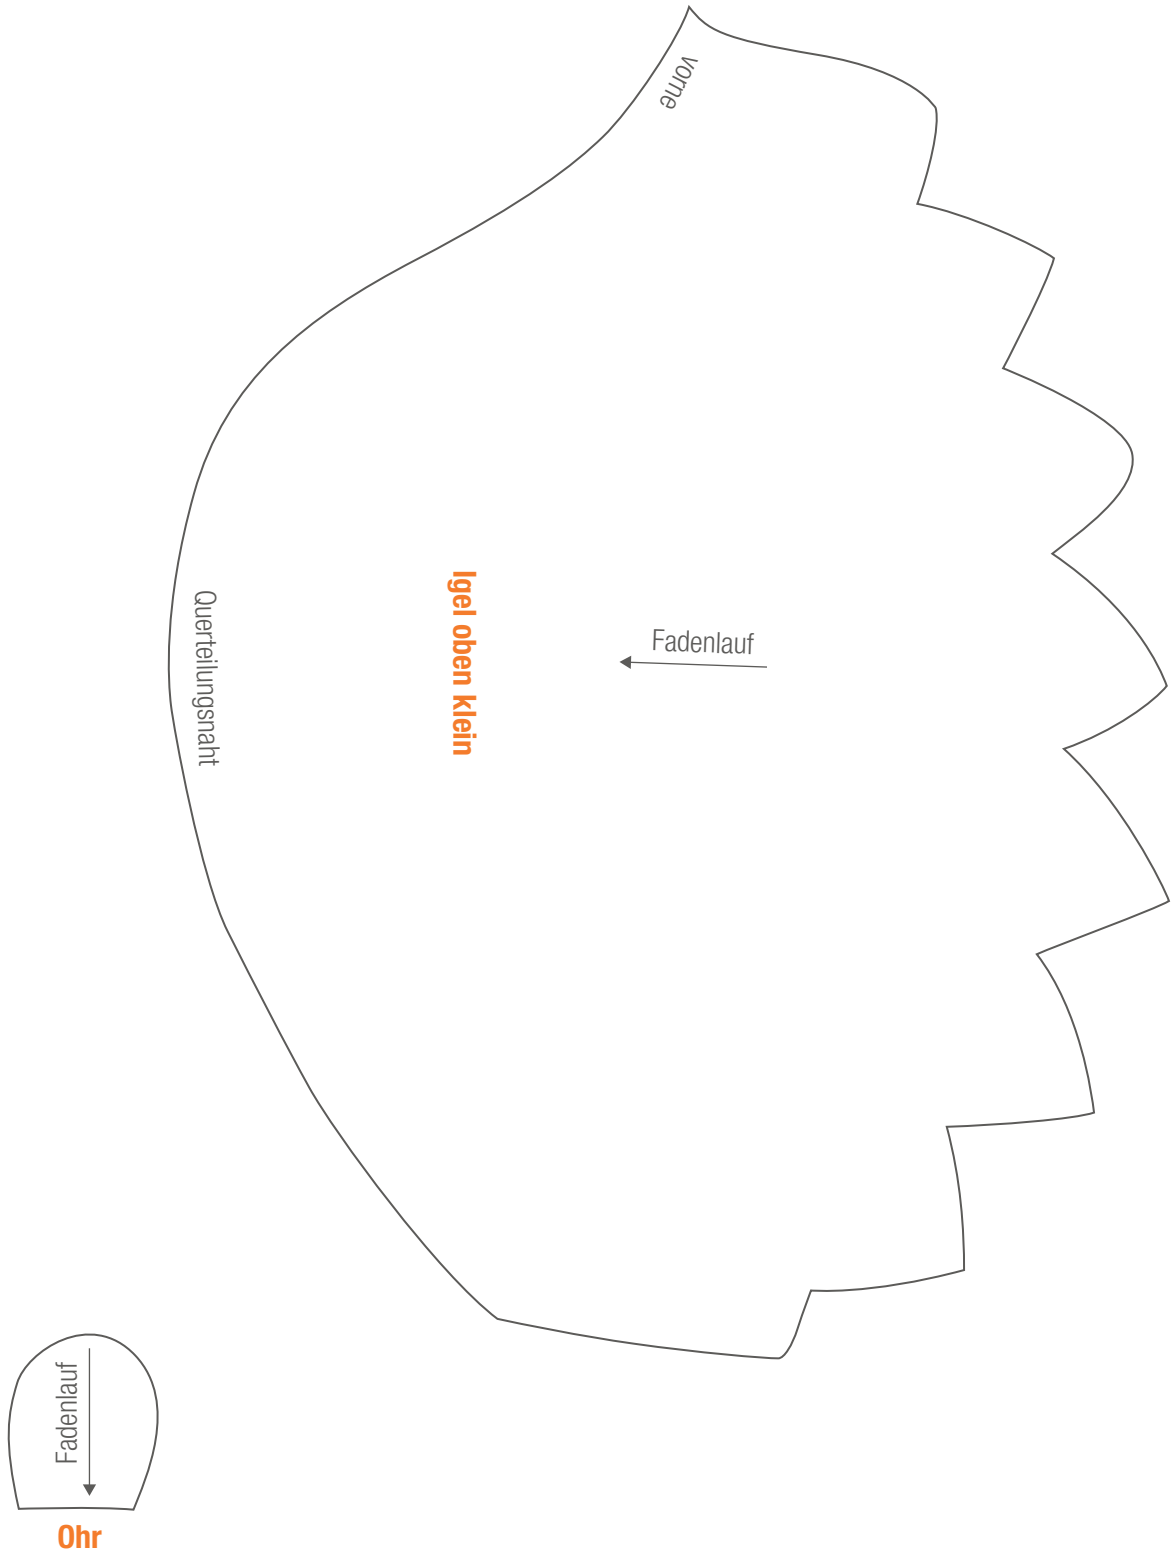 vorne
Querteilungsnaht
Igel oben klein
Fadenlauf
Fadenlauf
Ohr